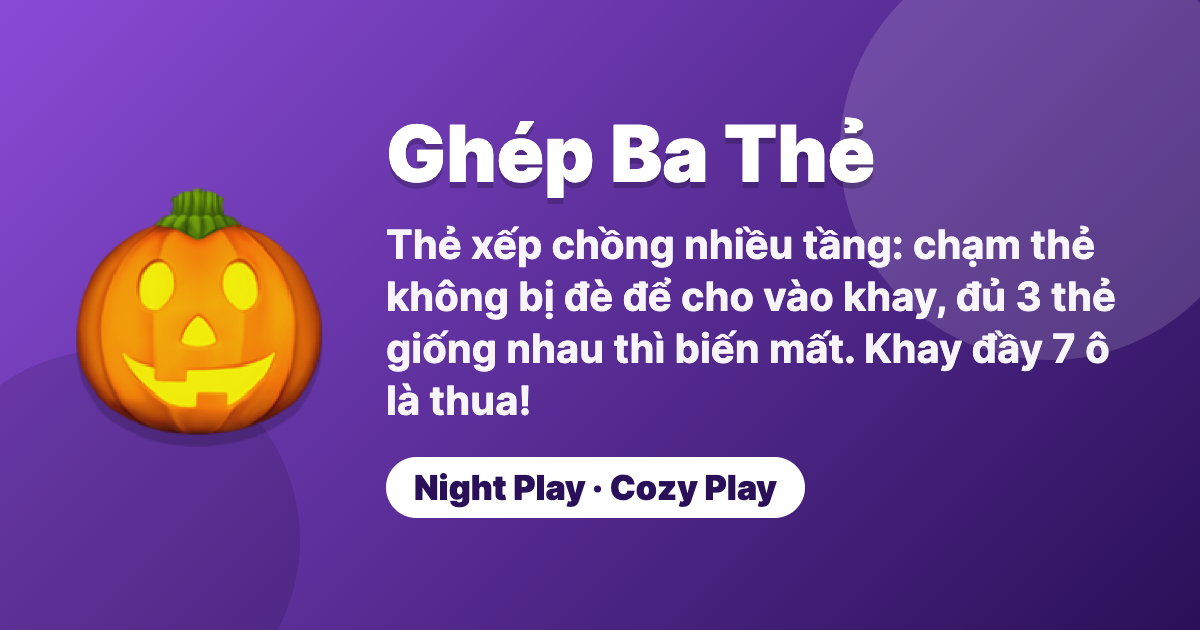 Ghép Ba Thẻ
Thẻ xếp chồng nhiều tầng: chạm thẻ
không bị đè để cho vào khay, đủ 3 thẻ
giống nhau thì biến mất. Khay đầy 7 ô
là thua!
Night Play · Cozy Play